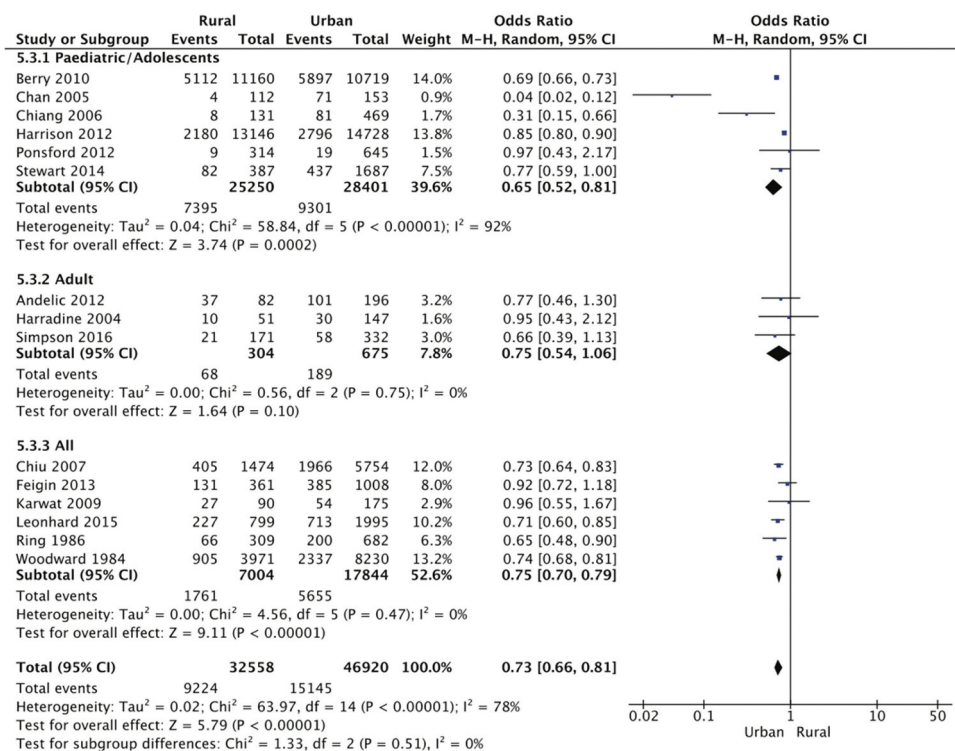 Rural Urban Odds Ratio Odds Ratio
Study or Subgroup Events Total Events Total Weight M-H, Random, 95% CI M-H, Random, 95% CI
5.3.1 Paediatric/Adolescents
Berry 2010 5112 11160 5897 10719 14.0% 0.69 [0.66, 0.73]
Chan 2005 4 112 71 153 0.9% 0.04 [0.02, 0.12]
Chiang 2006 8 131 81 469 1.7% 0.31 [0.15, 0.66]
Harrison 2012 2180 13146 2796 14728 13.8% 0.85 [0.80, 0.90]
Ponsford 2012 9 314 19 645 1.5% 0.97 [0.43, 2.17]
Stewart 2014 82 387 437 1687 7.5% 0.77 [0.59, 1.00]
Subtotal (95% CI) 25250 28401 39.6% 0.65 [0.52, 0.81]
Total events 7395 9301
Heterogeneity: Tau² = 0.04; Chi² = 58.84, df = 5 (P < 0.00001); I² = 92%
Test for overall effect: Z = 3.74 (P = 0.0002)
5.3.2 Adult
Andelic 2012 37 82 101 196 3.2% 0.77 [0.46, 1.30]
Harradine 2004 10 51 30 147 1.6% 0.95 [0.43, 2.12]
Simpson 2016 21 171 58 332 3.0% 0.66 [0.39, 1.13]
Subtotal (95% CI) 304 675 7.8% 0.75 [0.54, 1.06]
Total events 68 189
Heterogeneity: Tau² = 0.00; Chi² = 0.56, df = 2 (P = 0.75); I² = 0%
Test for overall effect: Z = 1.64 (P = 0.10)
5.3.3 All
Chiu 2007 405 1474 1966 5754 12.0% 0.73 [0.64, 0.83]
Feigin 2013 131 361 385 1008 8.0% 0.92 [0.72, 1.18]
Karwat 2009 27 90 54 175 2.9% 0.96 [0.55, 1.67]
Leonhard 2015 227 799 713 1995 10.2% 0.71 [0.60, 0.85]
Ring 1986 66 309 200 682 6.3% 0.65 [0.48, 0.90]
Woodward 1984 905 3971 2337 8230 13.2% 0.74 [0.68, 0.81]
Subtotal (95% CI) 7004 17844 52.6% 0.75 [0.70, 0.79]
Total events 1761 5655
Heterogeneity: Tau² = 0.00; Chi² = 4.56, df = 5 (P = 0.47); I² = 0%
Test for overall effect: Z = 9.11 (P < 0.00001)
Total (95% CI) 32558 46920 100.0% 0.73 [0.66, 0.81]
Total events 9224 15145
Heterogeneity: Tau² = 0.02; Chi² = 63.97, df = 14 (P < 0.00001); I² = 78%
Test for overall effect: Z = 5.79 (P < 0.00001)
Test for subgroup differences: Chi² = 1.33, df = 2 (P = 0.51), I² = 0%
0.02 0.1 1 10 50
Urban Rural